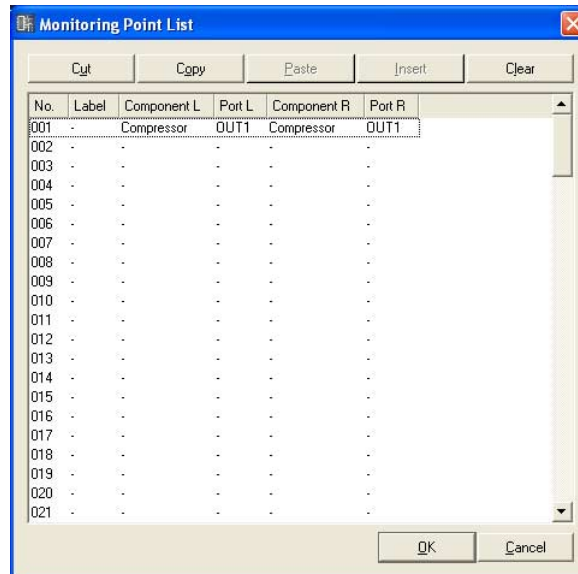 Monitoring Point List
Cut Copy Paste Insert Clear
No. Label Component L Port L Component R Port R
001 - Compressor OUT1 Compressor OUT1
002 - - - - -
003 - - - - -
004 - - - - -
005 - - - - -
006 - - - - -
007 - - - - -
008 - - - - -
009 - - - - -
010 - - - - -
011 - - - - -
012 - - - - -
013 - - - - -
014 - - - - -
015 - - - - -
016 - - - - -
017 - - - - -
018 - - - - -
019 - - - - -
020 - - - - -
021 - - - - -
OK Cancel